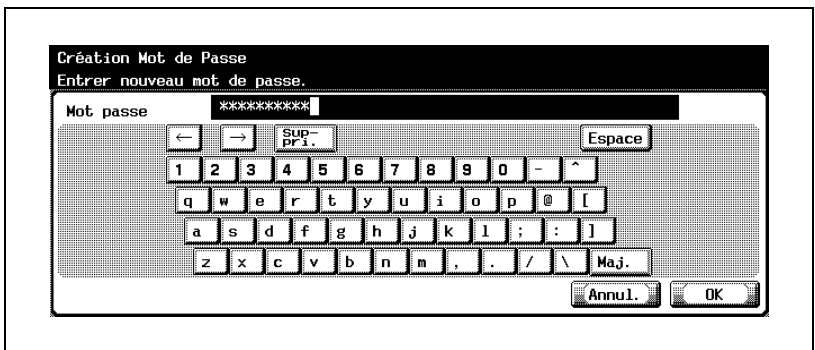 Création Mot de Passe
Entrer nouveau mot de passe.
Mot passe **********
← → Sup-
pri. Espace
1 2 3 4 5 6 7 8 9 0 - ^
q w e r t y u i o p @ [
a s d f g h j k l ; : ]
z x c v b n m , . / \ Maj.
Annul. OK